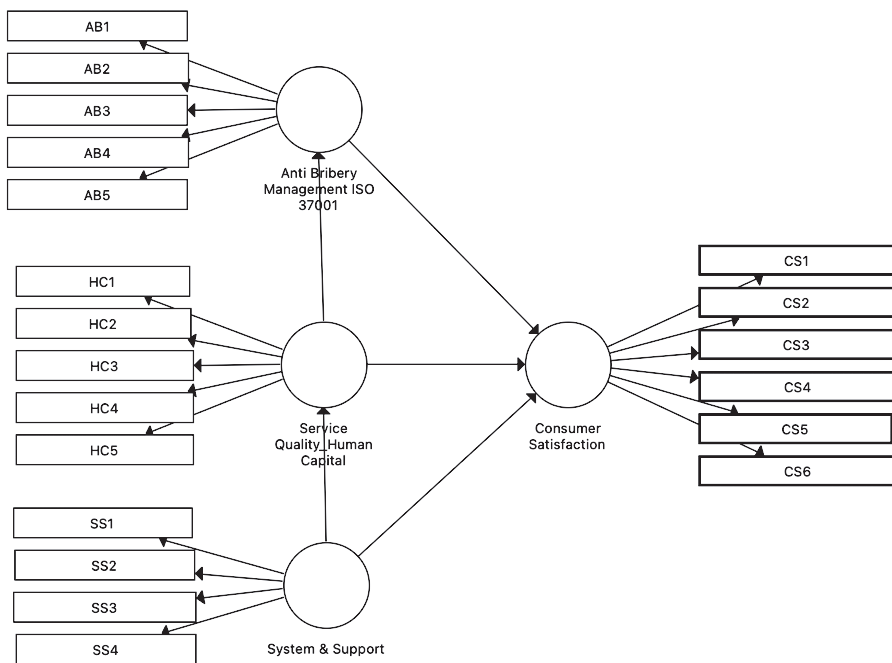 AB1
AB2
AB3
AB4
AB5
Anti Bribery
Management ISO
37001
HC1
HC2
HC3
HC4
HC5
Service
Quality_Human
Capital
SS1
SS2
SS3
SS4
System & Support
Consumer
Satisfaction
CS1
CS2
CS3
CS4
CS5
CS6